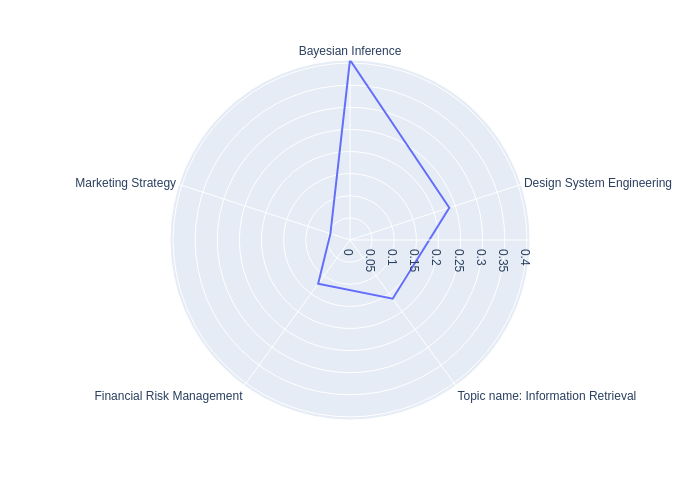 Bayesian Inference
Marketing Strategy
Design System Engineering
0
0.05
0.1
0.15
0.2
0.25
0.3
0.35
0.4
Financial Risk Management
Topic name: Information Retrieval